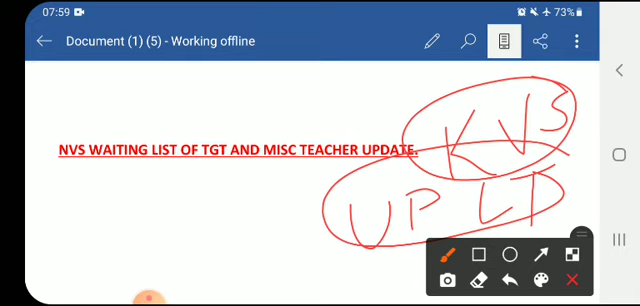 07:59
73%
Document (1) (5) - Working offline
NVS WAITING LIST OF TGT AND MISC TEACHER UPDATE.
KVS
UP LT